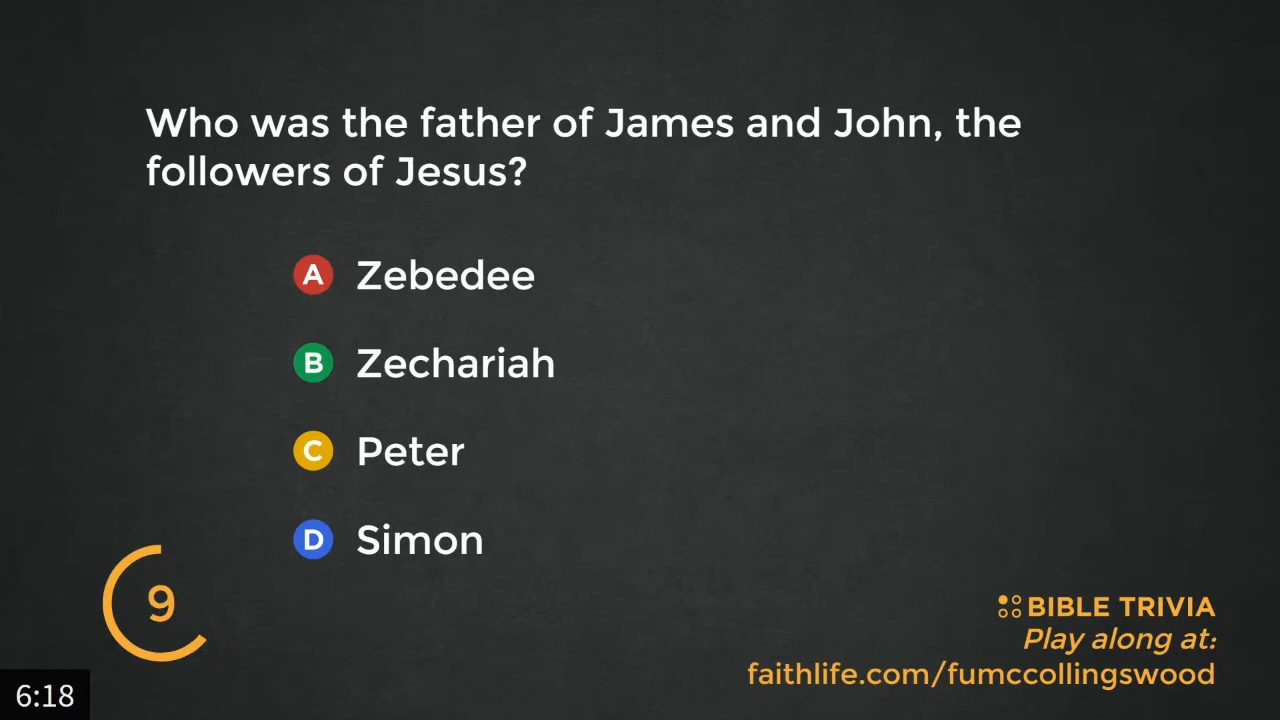 Who was the father of James and John, the
followers of Jesus?
A Zebedee
B Zechariah
C Peter
D Simon
9
BIBLE TRIVIA
Play along at:
faithlife.com/fumccollingswood
6:18